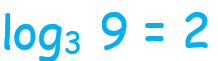 log₃ 9 = 2